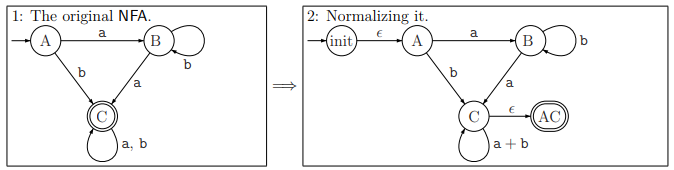 1: The original NFA.
A
a
B
b
b
a
C
a, b
⟹
2: Normalizing it.
init
ϵ
A
a
B
b
b
a
C
ϵ
AC
a + b